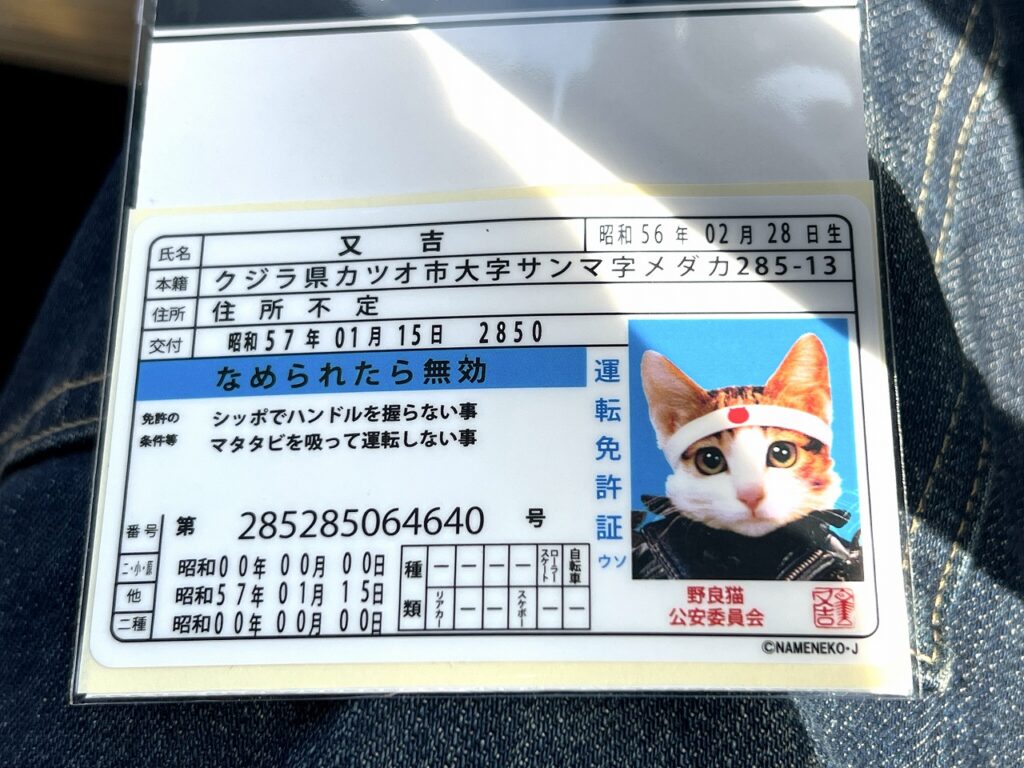 氏名 又吉 昭和56年02月28日生
本籍 クジラ県カツオ市大字サンマ字メダカ285-13
住所 住所不定
交付 昭和57年01月15日 2850
なめられたら無効
免許の条件等
シッポでハンドルを握らない事
マタタビを吸って運転しない事
運転免許証
ウソ
番号 第 285285064640 号
二・小・原 昭和00年00月00日
他 昭和57年01月15日
二種 昭和00年00月00日
種類
－ － － － ローラースケート 自転車
リアカー － － スケボー － －
野良猫
公安委員会
©NAMENEKO・J